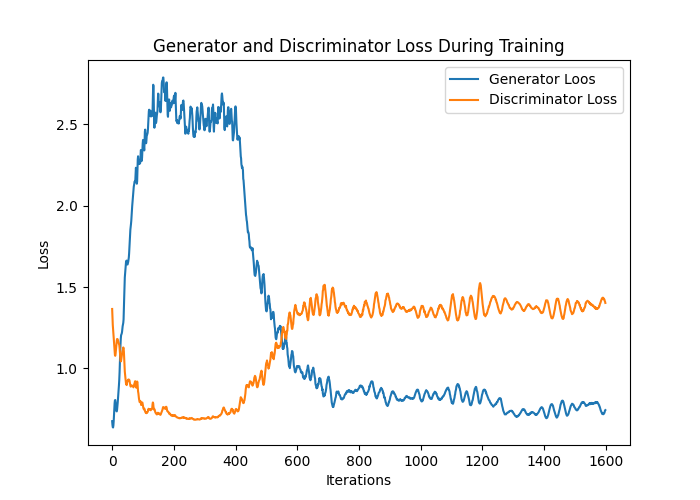 Generator and Discriminator Loss During Training
Generator Loos
Discriminator Loss
2.5
2.0
1.5
1.0
Loss
0 200 400 600 800 1000 1200 1400 1600
Iterations